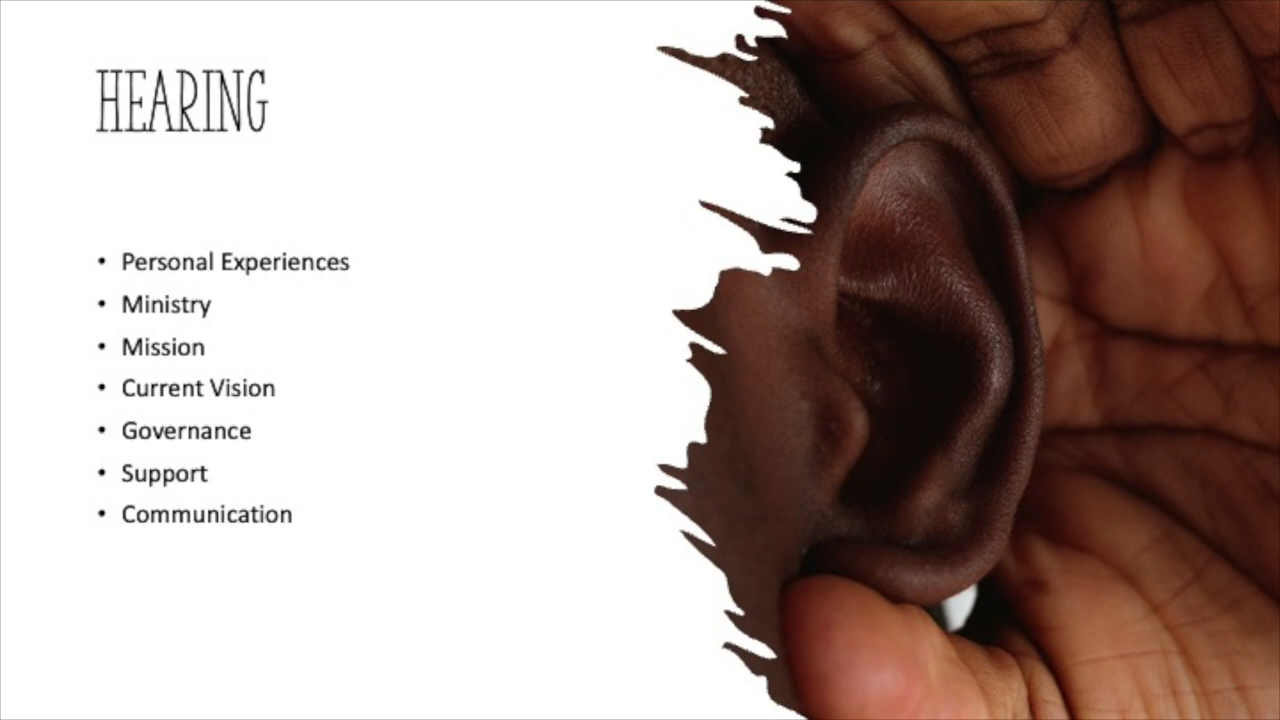 HEARING
• Personal Experiences
• Ministry
• Mission
• Current Vision
• Governance
• Support
• Communication